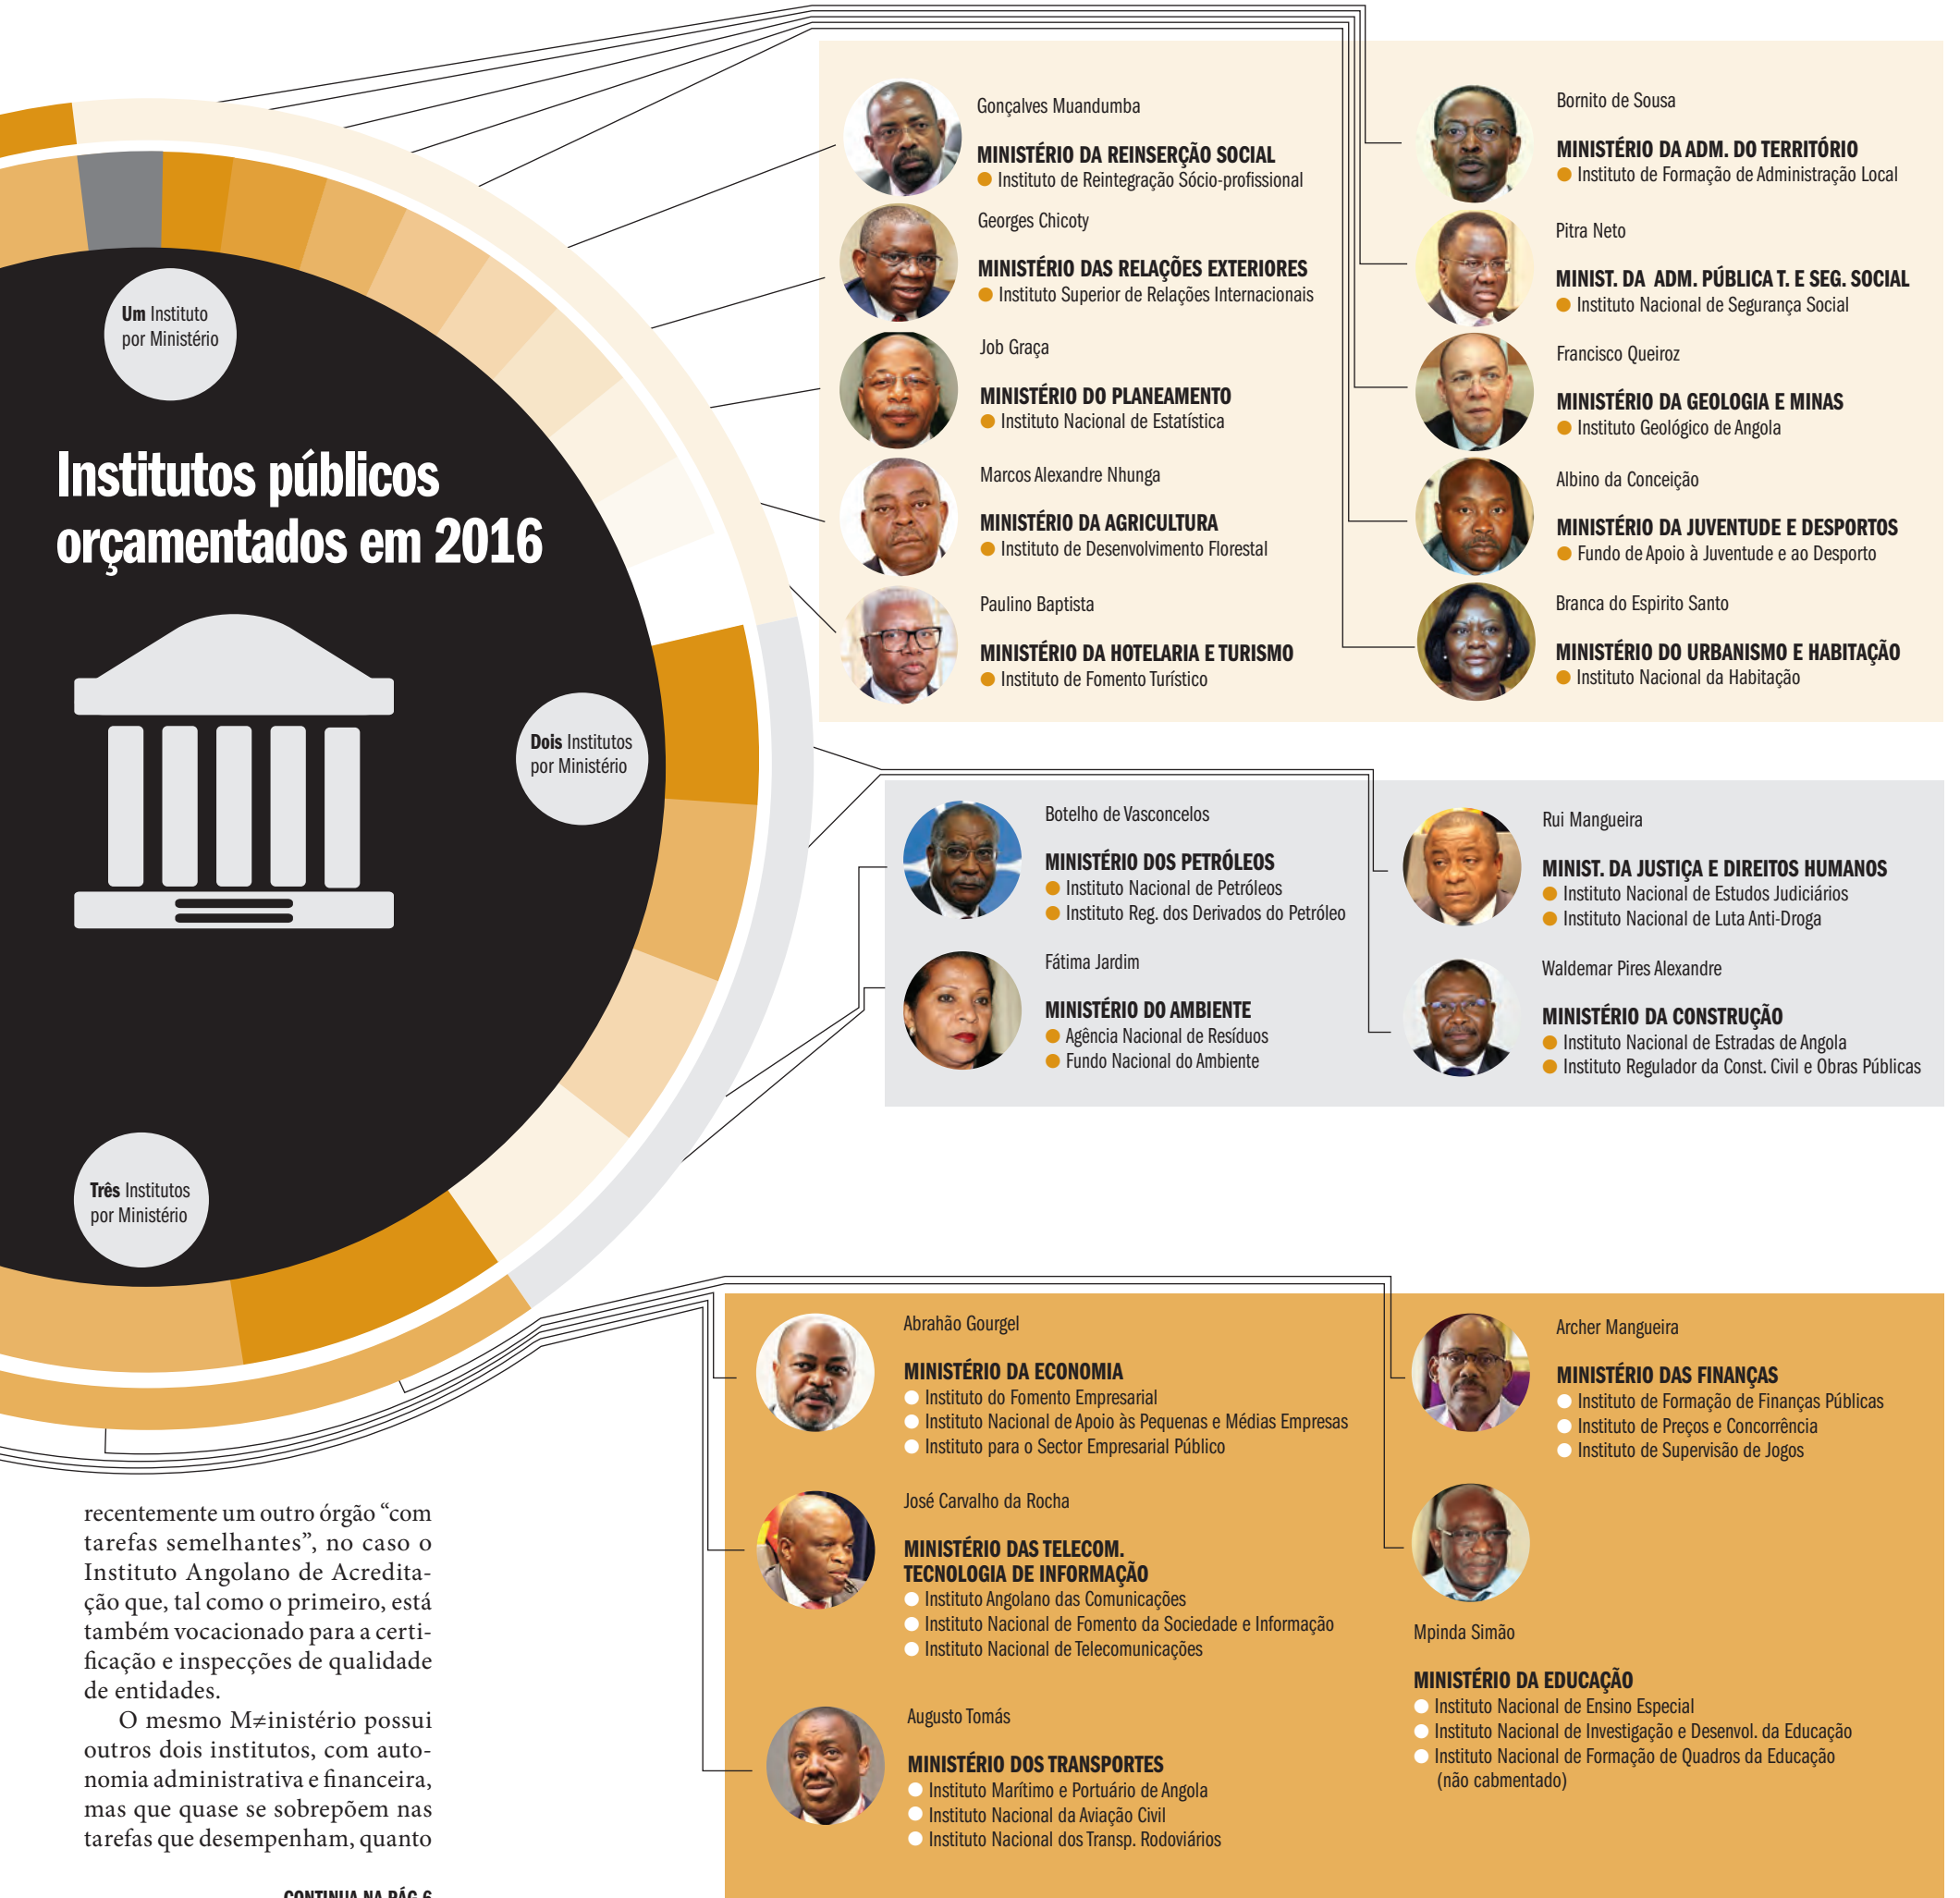 Um Instituto
por Ministério
Institutos públicos
orçamentados em 2016
Dois Institutos
por Ministério
Três Institutos
por Ministério
Gonçalves Muandumba
MINISTÉRIO DA REINSERÇÃO SOCIAL
Instituto de Reintegração Sócio-profissional
Georges Chicoty
MINISTÉRIO DAS RELAÇÕES EXTERIORES
Instituto Superior de Relações Internacionais
Job Graça
MINISTÉRIO DO PLANEAMENTO
Instituto Nacional de Estatística
Marcos Alexandre Nhunga
MINISTÉRIO DA AGRICULTURA
Instituto de Desenvolvimento Florestal
Paulino Baptista
MINISTÉRIO DA HOTELARIA E TURISMO
Instituto de Fomento Turístico
Bornito de Sousa
MINISTÉRIO DA ADM. DO TERRITÓRIO
Instituto de Formação de Administração Local
Pitra Neto
MINIST. DA ADM. PÚBLICA T. E SEG. SOCIAL
Instituto Nacional de Segurança Social
Francisco Queiroz
MINISTÉRIO DA GEOLOGIA E MINAS
Instituto Geológico de Angola
Albino da Conceição
MINISTÉRIO DA JUVENTUDE E DESPORTOS
Fundo de Apoio à Juventude e ao Desporto
Branca do Espirito Santo
MINISTÉRIO DO URBANISMO E HABITAÇÃO
Instituto Nacional da Habitação
Botelho de Vasconcelos
MINISTÉRIO DOS PETRÓLEOS
Instituto Nacional de Petróleos
Instituto Reg. dos Derivados do Petróleo
Fátima Jardim
MINISTÉRIO DO AMBIENTE
Agência Nacional de Resíduos
Fundo Nacional do Ambiente
Rui Mangueira
MINIST. DA JUSTIÇA E DIREITOS HUMANOS
Instituto Nacional de Estudos Judiciários
Instituto Nacional de Luta Anti-Droga
Waldemar Pires Alexandre
MINISTÉRIO DA CONSTRUÇÃO
Instituto Nacional de Estradas de Angola
Instituto Regulador da Const. Civil e Obras Públicas
Abrahão Gourgel
MINISTÉRIO DA ECONOMIA
Instituto do Fomento Empresarial
Instituto Nacional de Apoio às Pequenas e Médias Empresas
Instituto para o Sector Empresarial Público
José Carvalho da Rocha
MINISTÉRIO DAS TELECOM.
TECNOLOGIA DE INFORMAÇÃO
Instituto Angolano das Comunicações
Instituto Nacional de Fomento da Sociedade e Informação
Instituto Nacional de Telecomunicações
Augusto Tomás
MINISTÉRIO DOS TRANSPORTES
Instituto Marítimo e Portuário de Angola
Instituto Nacional da Aviação Civil
Instituto Nacional dos Transp. Rodoviários
Archer Mangueira
MINISTÉRIO DAS FINANÇAS
Instituto de Formação de Finanças Públicas
Instituto de Preços e Concorrência
Instituto de Supervisão de Jogos
Mpinda Simão
MINISTÉRIO DA EDUCAÇÃO
Instituto Nacional de Ensino Especial
Instituto Nacional de Investigação e Desenvol. da Educação
Instituto Nacional de Formação de Quadros da Educação
(não cabmentado)
recentemente um outro órgão “com
tarefas semelhantes”, no caso o
Instituto Angolano de Acredita-
ção que, tal como o primeiro, está
também vocacionado para a certi-
ficação e inspecções de qualidade
de entidades.
O mesmo M≠inistério possui
outros dois institutos, com auto-
nomia administrativa e financeira,
mas que quase se sobrepõem nas
tarefas que desempenham, quanto
CONTINUA NA PÁG 6